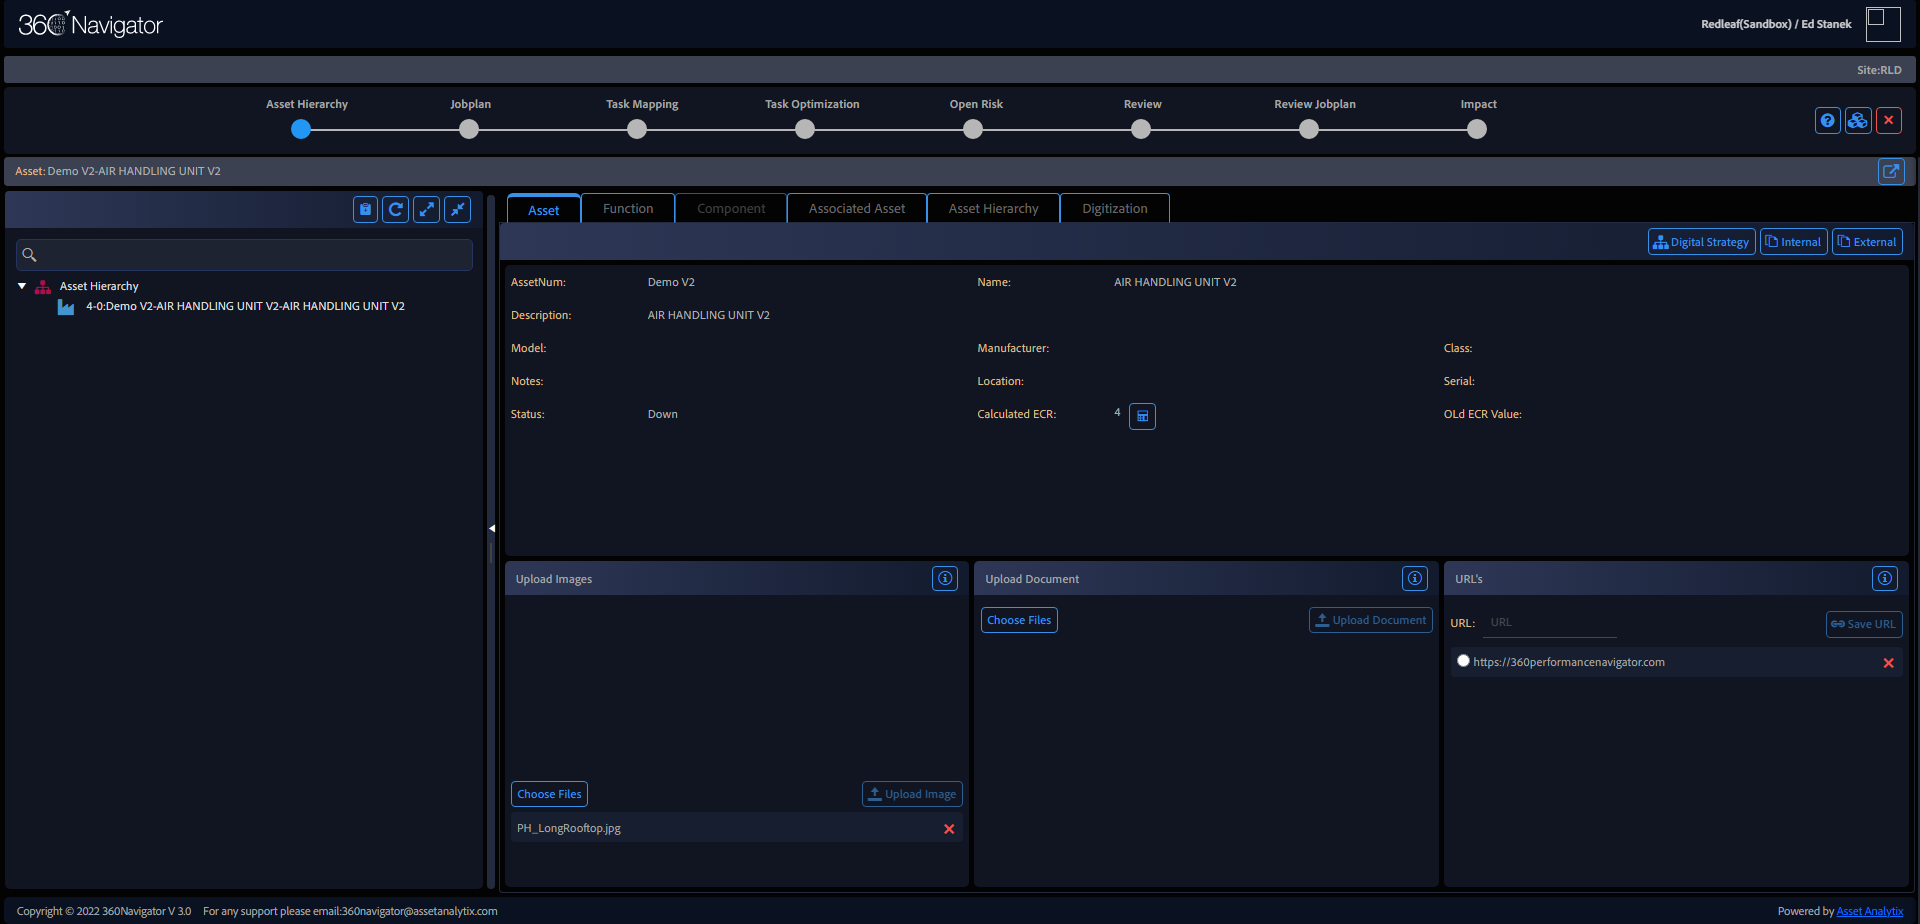 360 Navigator
Redleaf(Sandbox) / Ed Stanek
Site:RLD
Asset Hierarchy
Jobplan
Task Mapping
Task Optimization
Open Risk
Review
Review Jobplan
Impact
Asset: Demo V2-AIR HANDLING UNIT V2
Asset Hierarchy
4-0:Demo V2-AIR HANDLING UNIT V2-AIR HANDLING UNIT V2
Asset
Function
Component
Associated Asset
Asset Hierarchy
Digitization
Digital Strategy
Internal
External
AssetNum: Demo V2
Name: AIR HANDLING UNIT V2
Description: AIR HANDLING UNIT V2
Model:
Manufacturer:
Class:
Notes:
Location:
Serial:
Status: Down
Calculated ECR: 4
OLd ECR Value:
Upload Images
Choose Files
Upload Image
PH_LongRooftop.jpg
Upload Document
Choose Files
Upload Document
URL's
URL: URL
Save URL
https://360performancenavigator.com
Copyright © 2022 360Navigator V 3.0 For any support please email:360navigator@assetanalytix.com
Powered by Asset Analytix